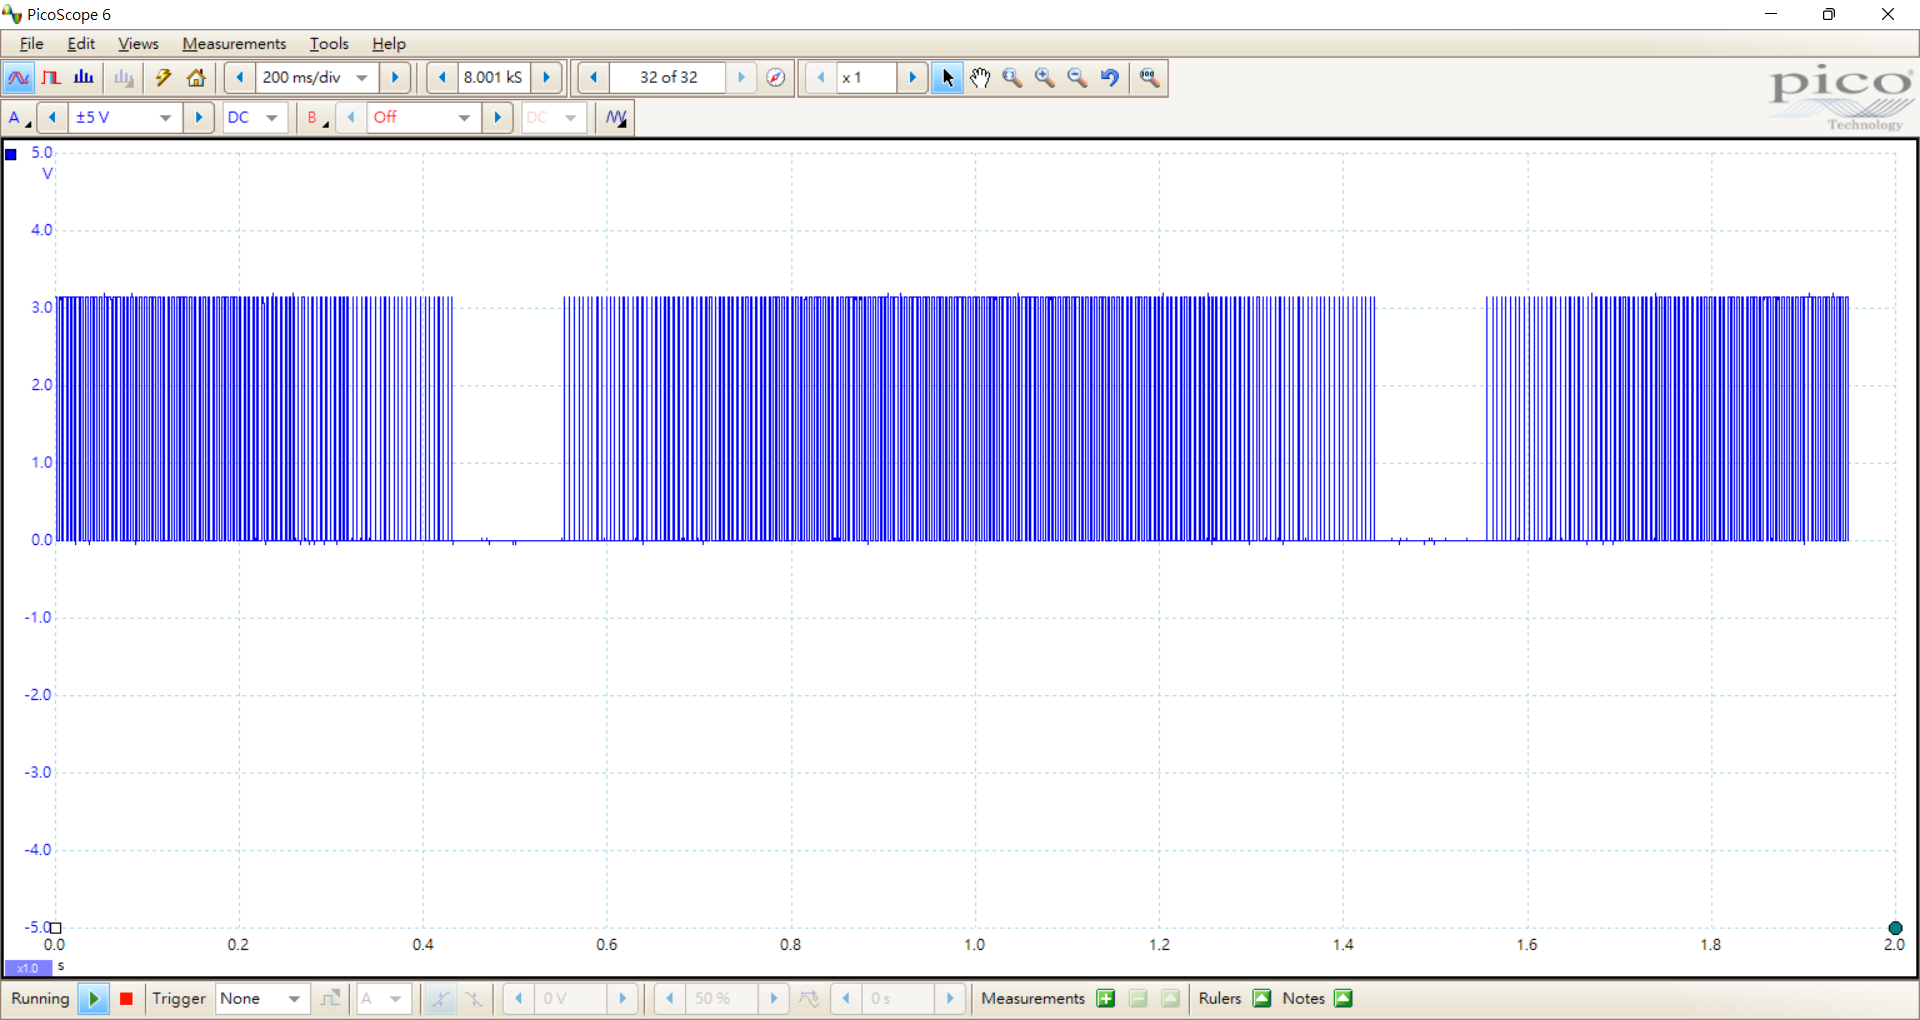 PicoScope 6
File Edit Views Measurements Tools Help
200 ms/div 8.001 kS 32 of 32 x 1
pico
Technology
A ±5 V DC B Off DC
5.0
V
4.0
3.0
2.0
1.0
0.0
-1.0
-2.0
-3.0
-4.0
-5.0
0.0 0.2 0.4 0.6 0.8 1.0 1.2 1.4 1.6 1.8 2.0
x1.0 s
Running Trigger None A 0 V 50 % 0 s Measurements Rulers Notes